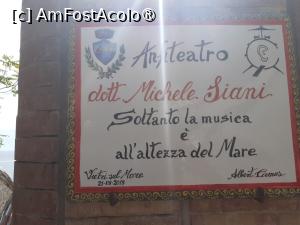 (c) AmFostAcolo®
Anfiteatro
dott. Michele Siani
Soltanto la musica
è
all'altezza del Mare
Vietri sul Mare
Albert Camus